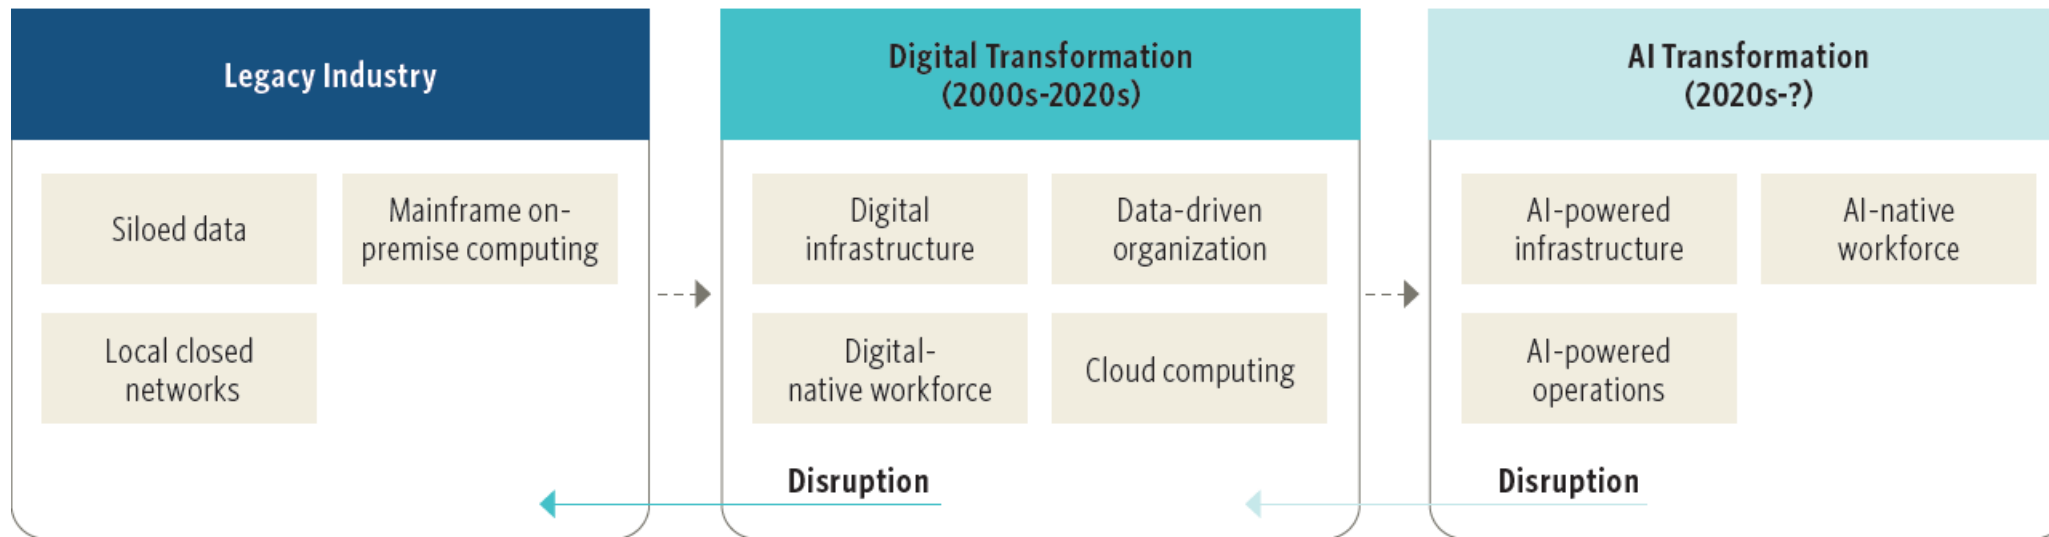 Legacy Industry
Siloed data
Mainframe on-
premise computing
Local closed
networks
Digital Transformation
(2000s-2020s)
Digital
infrastructure
Data-driven
organization
Digital-
native workforce
Cloud computing
Disruption
AI Transformation
(2020s-?)
AI-powered
infrastructure
AI-native
workforce
AI-powered
operations
Disruption